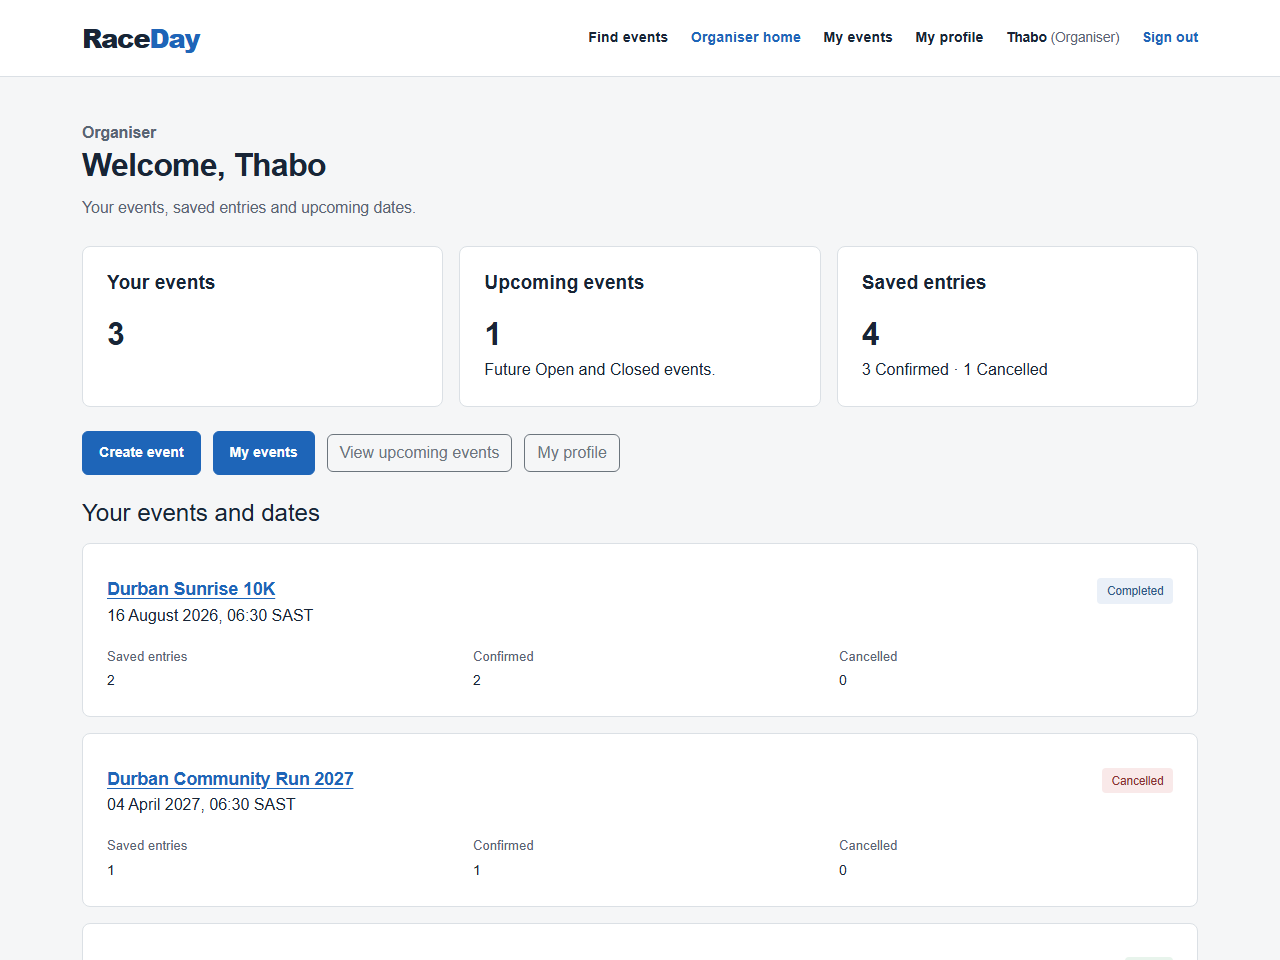 RaceDay
Find events Organiser home My events My profile Thabo (Organiser) Sign out
Organiser
Welcome, Thabo
Your events, saved entries and upcoming dates.
Your events
3
Upcoming events
1
Future Open and Closed events.
Saved entries
4
3 Confirmed · 1 Cancelled
Create event My events View upcoming events My profile
Your events and dates
Durban Sunrise 10K Completed
16 August 2026, 06:30 SAST
Saved entries Confirmed Cancelled
2 2 0
Durban Community Run 2027 Cancelled
04 April 2027, 06:30 SAST
Saved entries Confirmed Cancelled
1 1 0